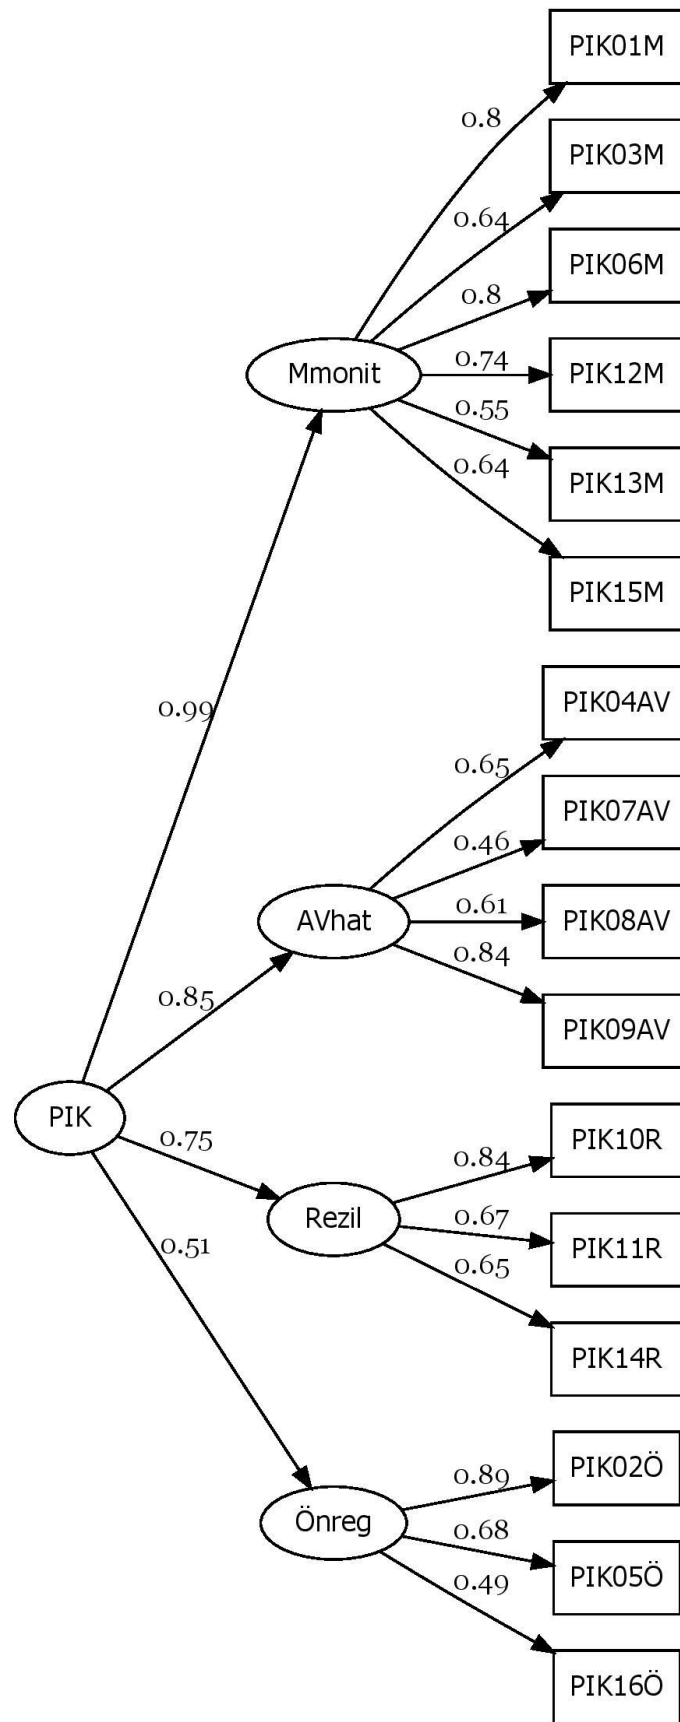 PIK01M
0.8
PIK03M
0.64
PIK06M
0.8
Mmonit
0.74
PIK12M
0.55
PIK13M
0.64
PIK15M
PIK04AV
0.99
0.65
PIK07AV
0.46
AVhat
0.61
PIK08AV
0.84
0.85
PIK09AV
PIK
PIK10R
0.75
0.84
Rezil
0.67
PIK11R
0.51
0.65
PIK14R
PIK02Ö
0.89
Önreg
0.68
PIK05Ö
0.49
PIK16Ö